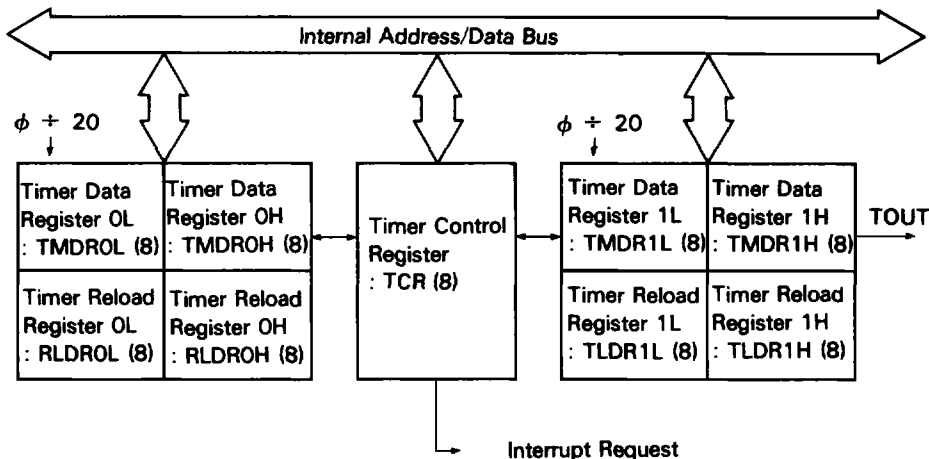 Internal Address/Data Bus
ϕ ÷ 20
ϕ ÷ 20
Timer Data
Register 0L
: TMDR0L (8)
Timer Data
Register 0H
: TMDR0H (8)
Timer Reload
Register 0L
: RLDR0L (8)
Timer Reload
Register 0H
: RLDR0H (8)
Timer Control
Register
: TCR (8)
Timer Data
Register 1L
: TMDR1L (8)
Timer Data
Register 1H
: TMDR1H (8)
Timer Reload
Register 1L
: TLDR1L (8)
Timer Reload
Register 1H
: TLDR1H (8)
TOUT
Interrupt Request